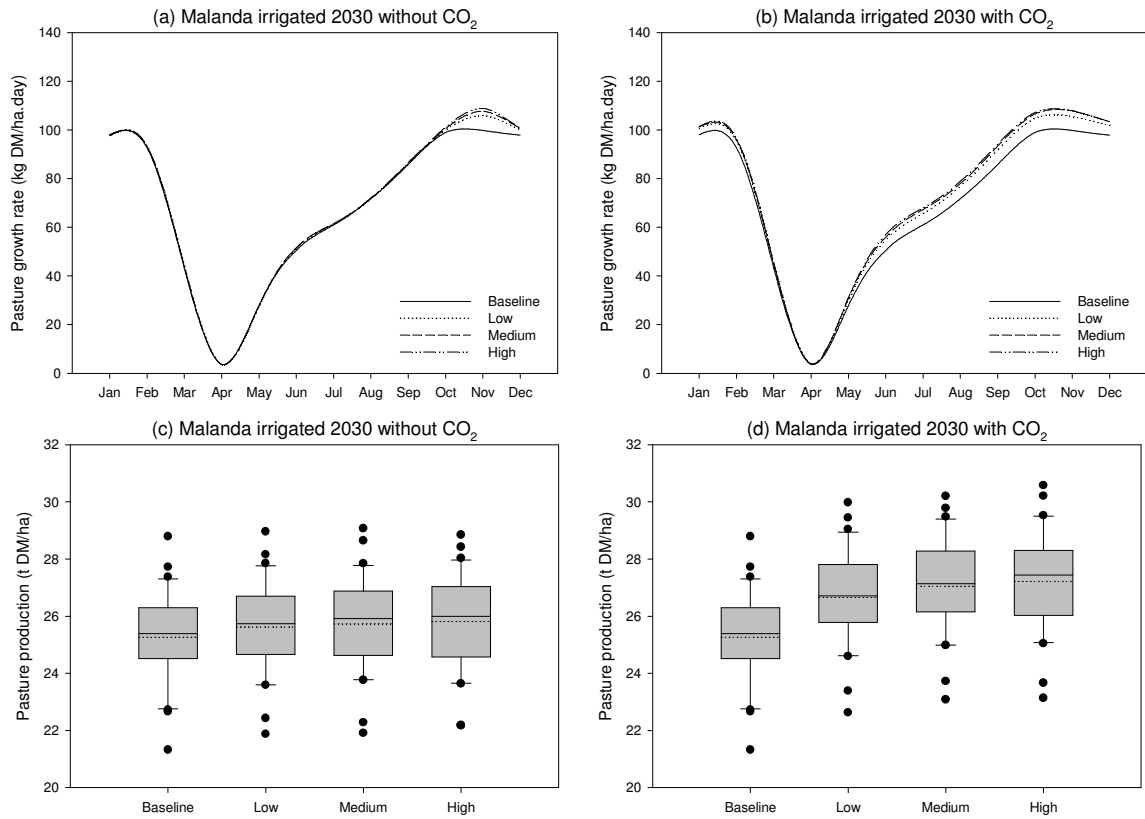 (a) Malanda irrigated 2030 without CO₂
Pasture growth rate (kg DM/ha.day)
140
120
100
80
60
40
20
0
Baseline
Low
Medium
High
Jan Feb Mar Apr May Jun Jul Aug Sep Oct Nov Dec
(b) Malanda irrigated 2030 with CO₂
Pasture growth rate (kg DM/ha.day)
140
120
100
80
60
40
20
0
Baseline
Low
Medium
High
Jan Feb Mar Apr May Jun Jul Aug Sep Oct Nov Dec
(c) Malanda irrigated 2030 without CO₂
Pasture production (t DM/ha)
32
30
28
26
24
22
20
Baseline Low Medium High
(d) Malanda irrigated 2030 with CO₂
Pasture production (t DM/ha)
32
30
28
26
24
22
20
Baseline Low Medium High